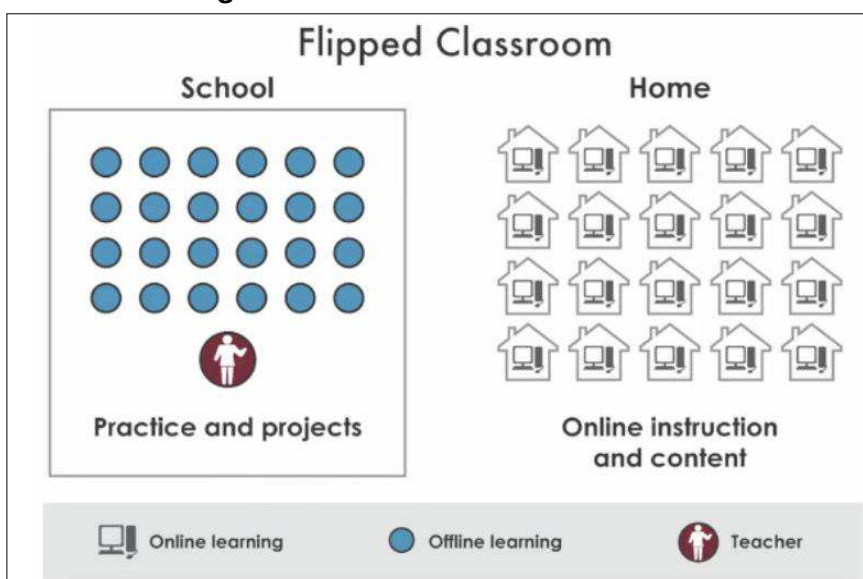 Flipped Classroom
School
Home
Practice and projects
Online instruction
and content
Online learning
Offline learning
Teacher